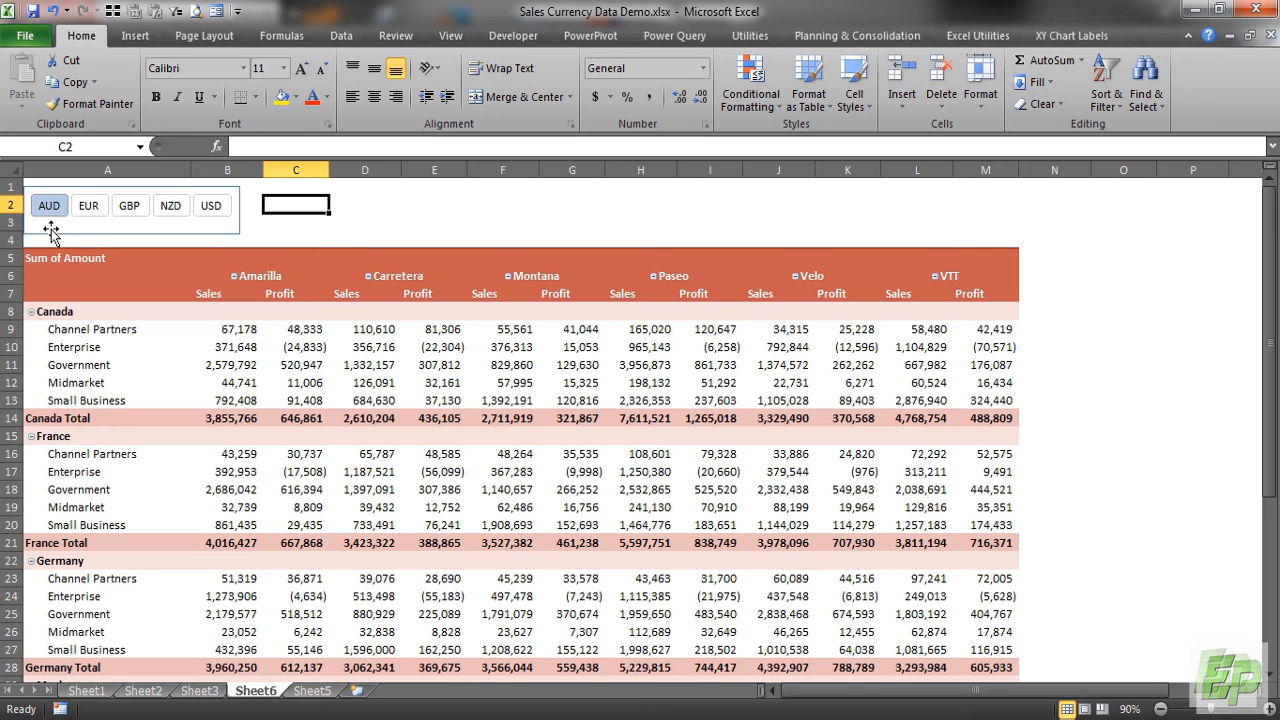 Sales Currency Data Demo.xlsx - Microsoft Excel
File Home Insert Page Layout Formulas Data Review View Developer PowerPivot Power Query Utilities Planning & Consolidation Excel Utilities XY Chart Labels
Paste Cut Copy Format Painter Clipboard
Calibri 11 B I U Font
Wrap Text Merge & Center Alignment
General $ % , Number
Conditional Formatting Format as Table Cell Styles Styles
Insert Delete Format Cells
Σ AutoSum Fill Clear Sort & Filter Find & Select Editing
C2 fx
A B C D E F G H I J K L M N O P
1
2 AUD EUR GBP NZD USD
3
4
5 Sum of Amount
6 Amarilla Carretera Montana Paseo Velo VTT
7 Sales Profit Sales Profit Sales Profit Sales Profit Sales Profit Sales Profit
8 Canada
9 Channel Partners 67,178 48,333 110,610 81,306 55,561 41,044 165,020 120,647 34,315 25,228 58,480 42,419
10 Enterprise 371,648 (24,833) 356,716 (22,304) 376,313 15,053 965,143 (6,258) 792,844 (12,596) 1,104,829 (70,571)
11 Government 2,579,792 520,947 1,332,157 307,812 829,860 129,630 3,956,873 861,733 1,374,572 262,262 667,982 176,087
12 Midmarket 44,741 11,006 126,091 32,161 57,995 15,325 198,132 51,292 22,731 6,271 60,524 16,434
13 Small Business 792,408 91,408 684,630 37,130 1,392,191 120,816 2,326,353 237,603 1,105,028 89,403 2,876,940 324,440
14 Canada Total 3,855,766 646,861 2,610,204 436,105 2,711,919 321,867 7,611,521 1,265,018 3,329,490 370,568 4,768,754 488,809
15 France
16 Channel Partners 43,259 30,737 65,787 48,585 48,264 35,535 108,601 79,328 33,886 24,820 72,292 52,575
17 Enterprise 392,953 (17,508) 1,187,521 (56,099) 367,283 (9,998) 1,250,380 (20,660) 379,544 (976) 313,211 9,491
18 Government 2,686,042 616,394 1,397,091 307,386 1,140,657 266,252 2,532,865 525,520 2,332,438 549,843 2,038,691 444,521
19 Midmarket 32,739 8,809 39,432 12,752 62,486 16,756 241,130 70,910 88,199 19,964 129,816 35,351
20 Small Business 861,435 29,435 733,491 76,241 1,908,693 152,693 1,464,776 183,651 1,144,029 114,279 1,257,183 174,433
21 France Total 4,016,427 667,868 3,423,322 388,865 3,527,382 461,238 5,597,751 838,749 3,978,096 707,930 3,811,194 716,371
22 Germany
23 Channel Partners 51,319 36,871 39,076 28,690 45,239 33,578 43,463 31,700 60,089 44,516 97,241 72,005
24 Enterprise 1,273,906 (4,634) 513,498 (55,183) 497,478 (7,243) 1,115,385 (21,975) 437,548 (6,813) 249,013 (5,628)
25 Government 2,179,577 518,512 880,929 225,089 1,791,079 370,674 1,959,650 483,540 2,838,468 674,593 1,803,192 404,767
26 Midmarket 23,052 6,242 32,838 8,828 23,627 7,307 112,689 32,649 46,265 12,455 62,874 17,874
27 Small Business 432,396 55,146 1,596,000 162,250 1,208,622 155,122 1,998,627 218,502 1,010,538 64,038 1,081,665 116,915
28 Germany Total 3,960,250 612,137 3,062,341 369,675 3,566,044 559,438 5,229,815 744,417 4,392,907 788,789 3,293,984 605,933
Sheet1 Sheet2 Sheet3 Sheet6 Sheet5
Ready 90%
EP